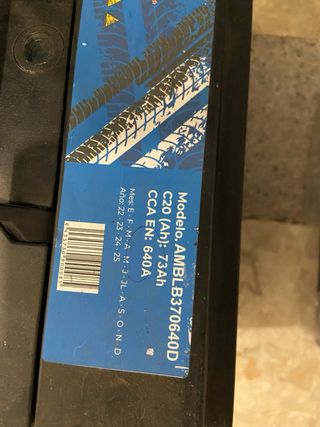 Modelo. AMBLB370640D
C20 (Ah): 73Ah
CCA EN: 640A
Mes: E · F · M · A · M · J · JL · A · S · O · N · D
Año: 22 · 23 · 24 · 25